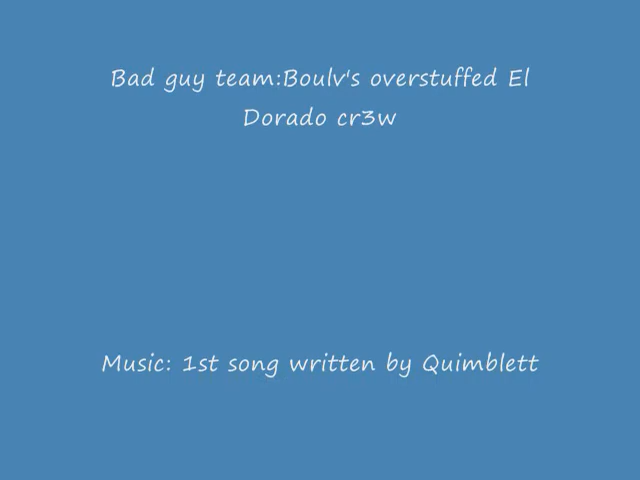 Bad guy team:Boulv's overstuffed El
Dorado cr3w
Music: 1st song written by Quimblett